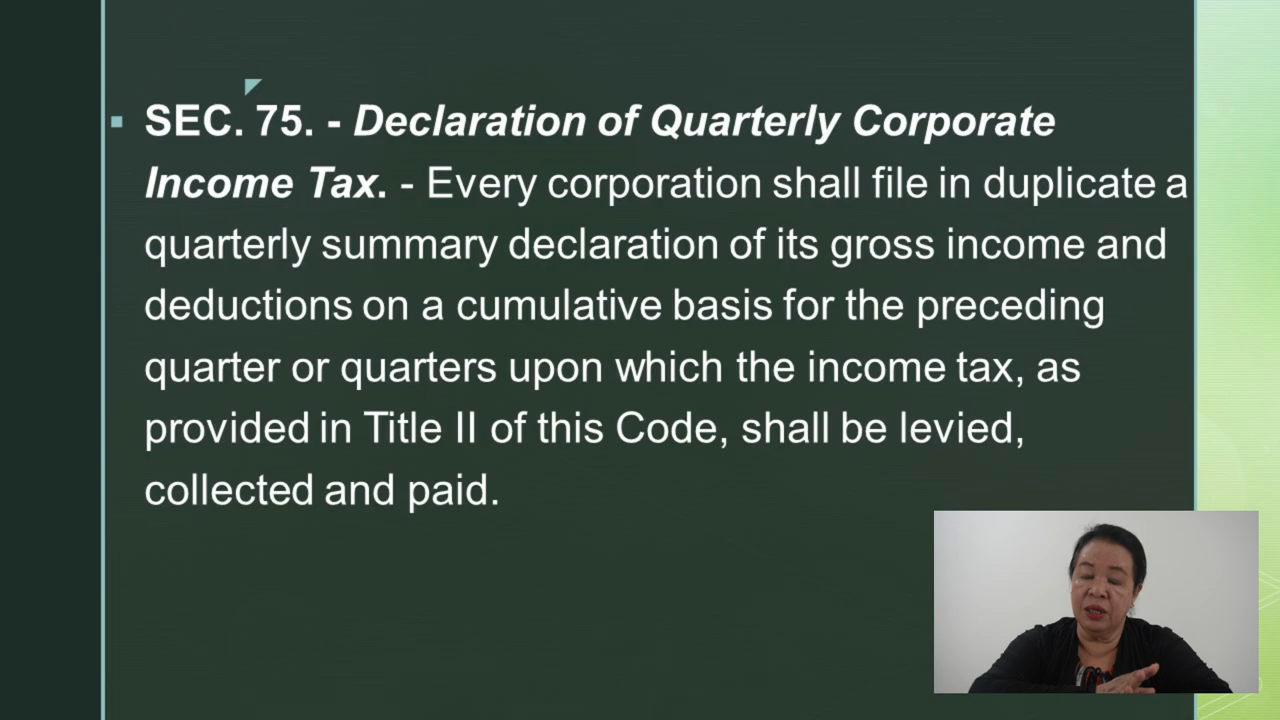 SEC. 75. - Declaration of Quarterly Corporate
Income Tax. - Every corporation shall file in duplicate a
quarterly summary declaration of its gross income and
deductions on a cumulative basis for the preceding
quarter or quarters upon which the income tax, as
provided in Title II of this Code, shall be levied,
collected and paid.